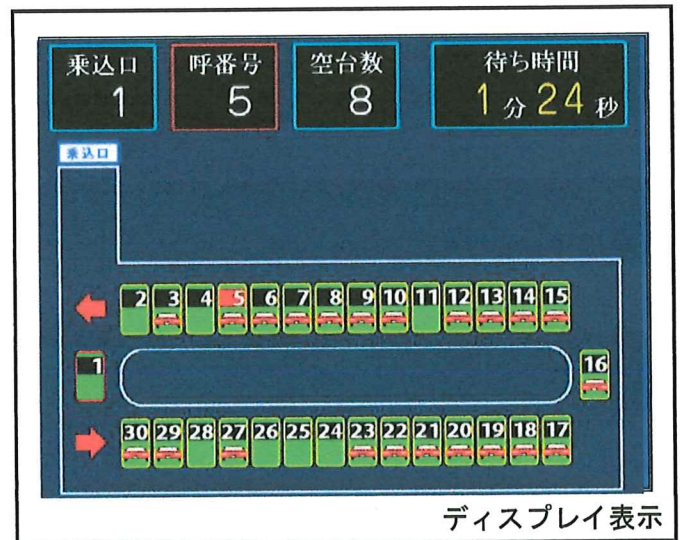 乗込口
1
呼番号
5
空台数
8
待ち時間
1分24秒
乗込口
2 3 4 5 6 7 8 9 10 11 12 13 14 15
1
16
30 29 28 27 26 25 24 23 22 21 20 19 18 17
ディスプレイ表示